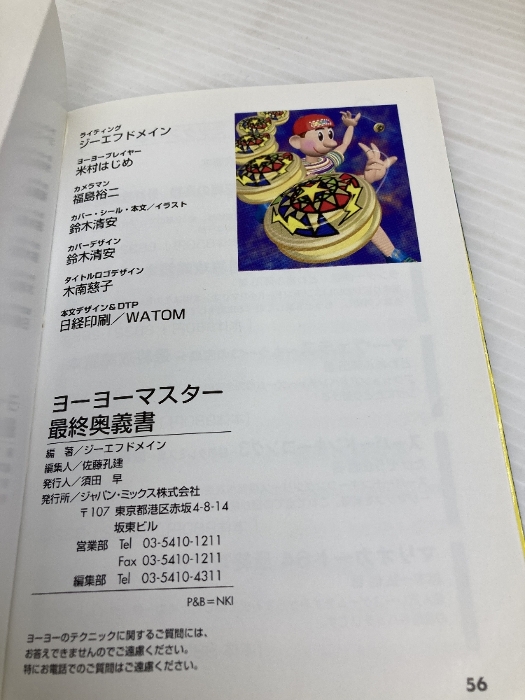 ライティング
ジーエフドメイン
ヨーヨープレイヤー
米村はじめ
カメラマン
福島裕二
カバー・シール・本文／イラスト
鈴木清安
カバーデザイン
鈴木清安
タイトルロゴデザイン
木南慈子
本文デザイン&DTP
日経印刷／WATOM
ヨーヨーマスター
最終奥義書
編　著／ジーエフドメイン
編集人／佐藤孔建
発行人／須田　早
発行所／ジャパン・ミックス株式会社
〒107 東京都港区赤坂4-8-14
坂東ビル
営業部　Tel　03-5410-1211
Fax 03-5410-1211
編集部　Tel　03-5410-4311
P&B=NKI
ヨーヨーのテクニックに関するご質問には、
お答えできませんのでご遠慮ください。
特にお電話でのご質問はご遠慮ください。
56